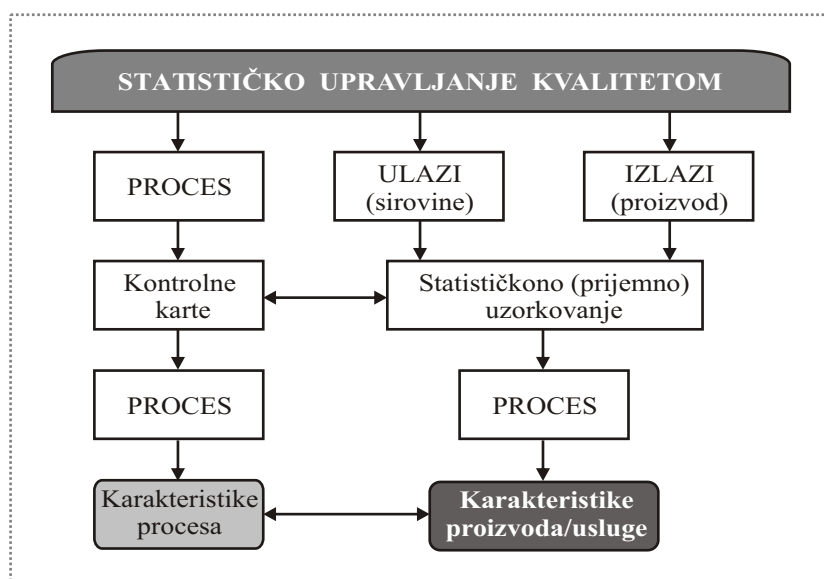 STATISTIČKO UPRAVLJANJE KVALITETOM
PROCES
ULAZI
(sirovine)
IZLAZI
(proizvod)
Kontrolne
karte
Statističkono (prijemno)
uzorkovanje
PROCES
PROCES
Karakteristike
procesa
Karakteristike
proizvoda/usluge